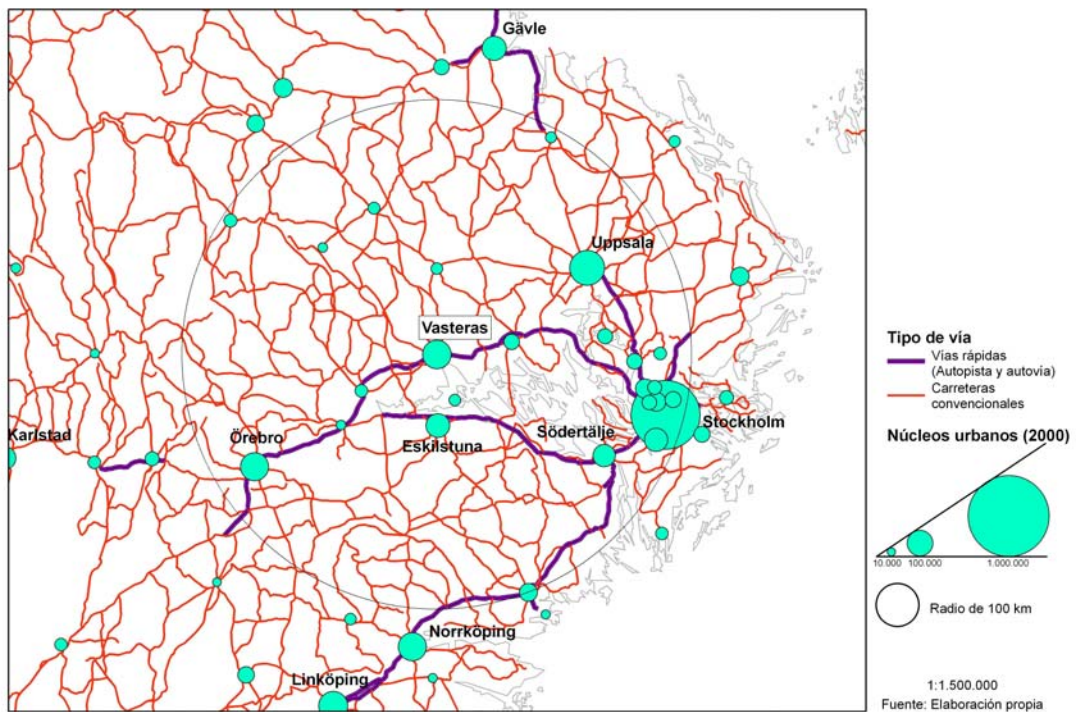 Gävle
Uppsala
Vasteras
Karlstad
Örebro
Eskilstuna
Södertälje
Stockholm
Norrköping
Linköping
Tipo de vía
Vías rápidas
(Autopista y autovía)
Carreteras
convencionales
Núcleos urbanos (2000)
10.000 100.000 1.000.000
Radio de 100 km
1:1.500.000
Fuente: Elaboración propia